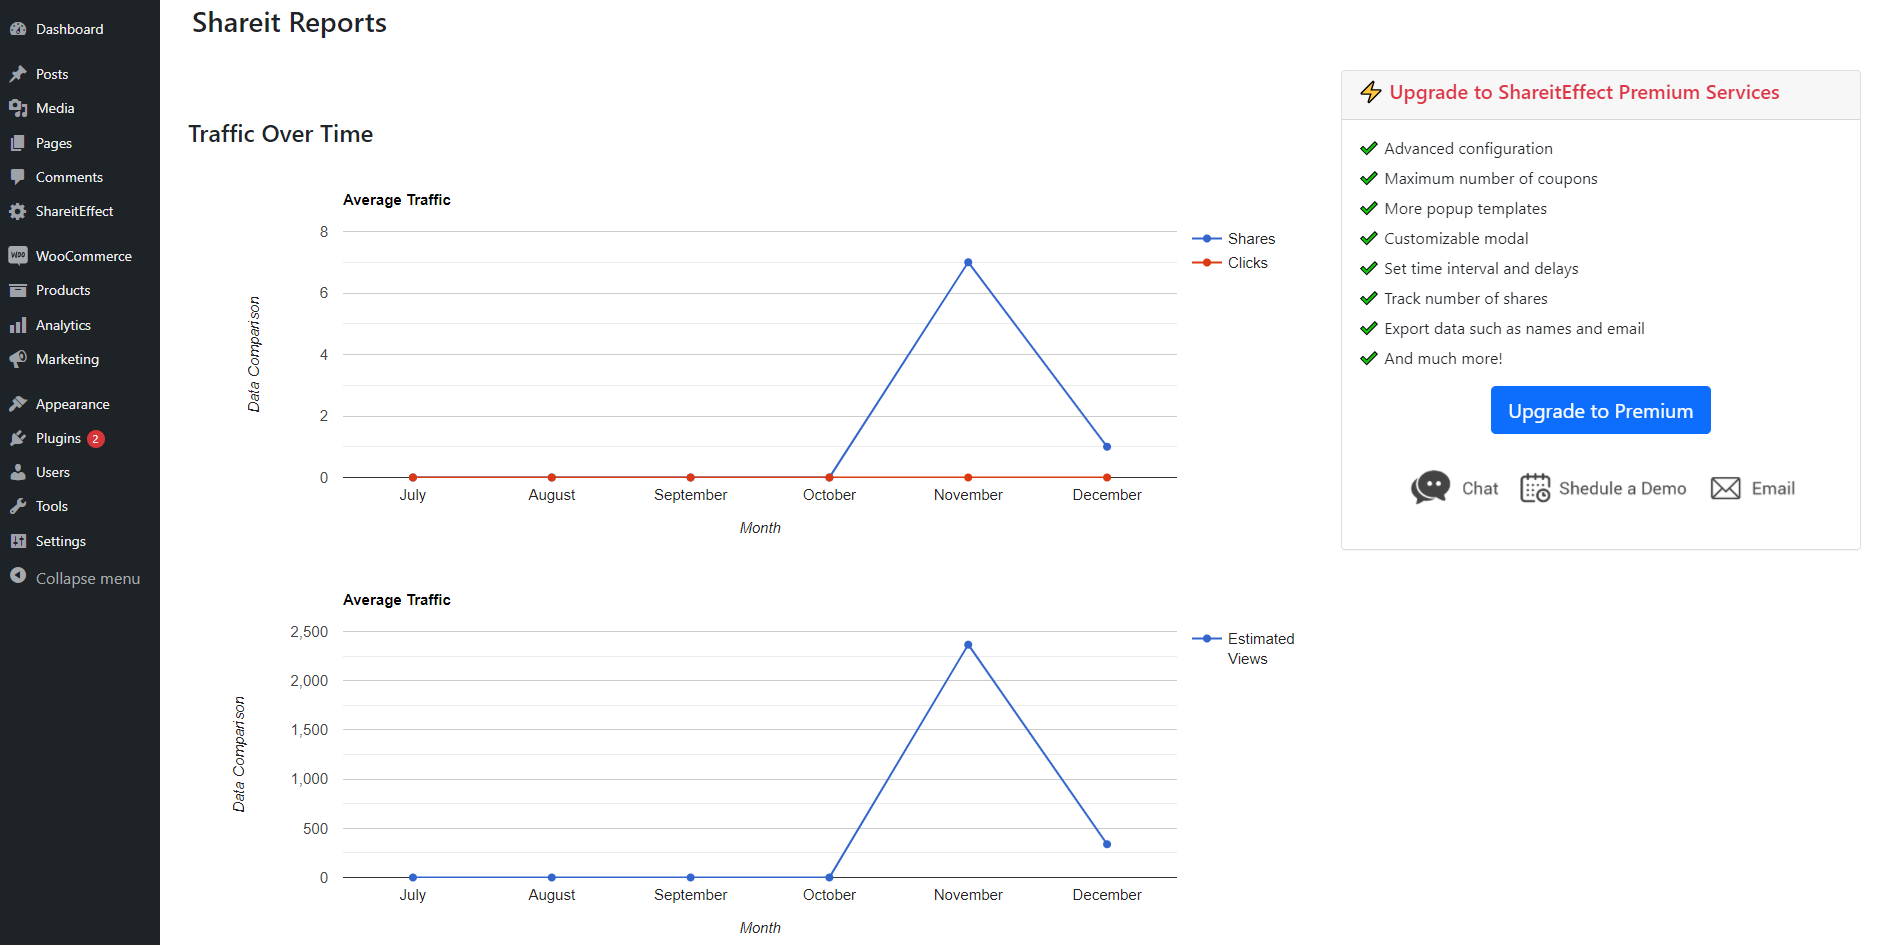 Dashboard
Posts
Media
Pages
Comments
ShareitEffect
WooCommerce
Products
Analytics
Marketing
Appearance
Plugins 2
Users
Tools
Settings
Collapse menu
Shareit Reports
Traffic Over Time
Average Traffic
8
6
4
2
0
Data Comparison
July August September October November December
Month
Shares
Clicks
Average Traffic
2,500
2,000
1,500
1,000
500
0
Data Comparison
July August September October November December
Month
Estimated
Views
Upgrade to ShareitEffect Premium Services
Advanced configuration
Maximum number of coupons
More popup templates
Customizable modal
Set time interval and delays
Track number of shares
Export data such as names and email
And much more!
Upgrade to Premium
Chat Shedule a Demo Email